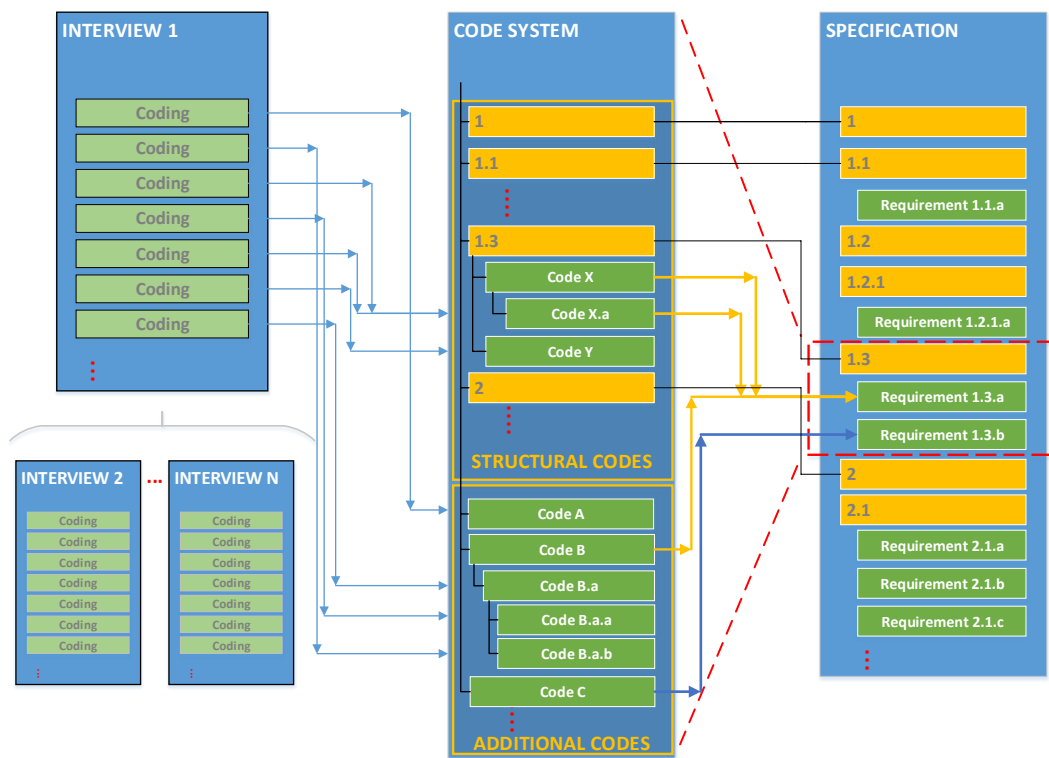 INTERVIEW 1
Coding
Coding
Coding
Coding
Coding
Coding
Coding
INTERVIEW 2
Coding
Coding
Coding
Coding
Coding
Coding
Coding
INTERVIEW N
Coding
Coding
Coding
Coding
Coding
Coding
Coding
CODE SYSTEM
1
1.1
1.3
Code X
Code X.a
Code Y
2
STRUCTURAL CODES
Code A
Code B
Code B.a
Code B.a.a
Code B.a.b
Code C
ADDITIONAL CODES
SPECIFICATION
1
1.1
Requirement 1.1.a
1.2
1.2.1
Requirement 1.2.1.a
1.3
Requirement 1.3.a
Requirement 1.3.b
2
2.1
Requirement 2.1.a
Requirement 2.1.b
Requirement 2.1.c